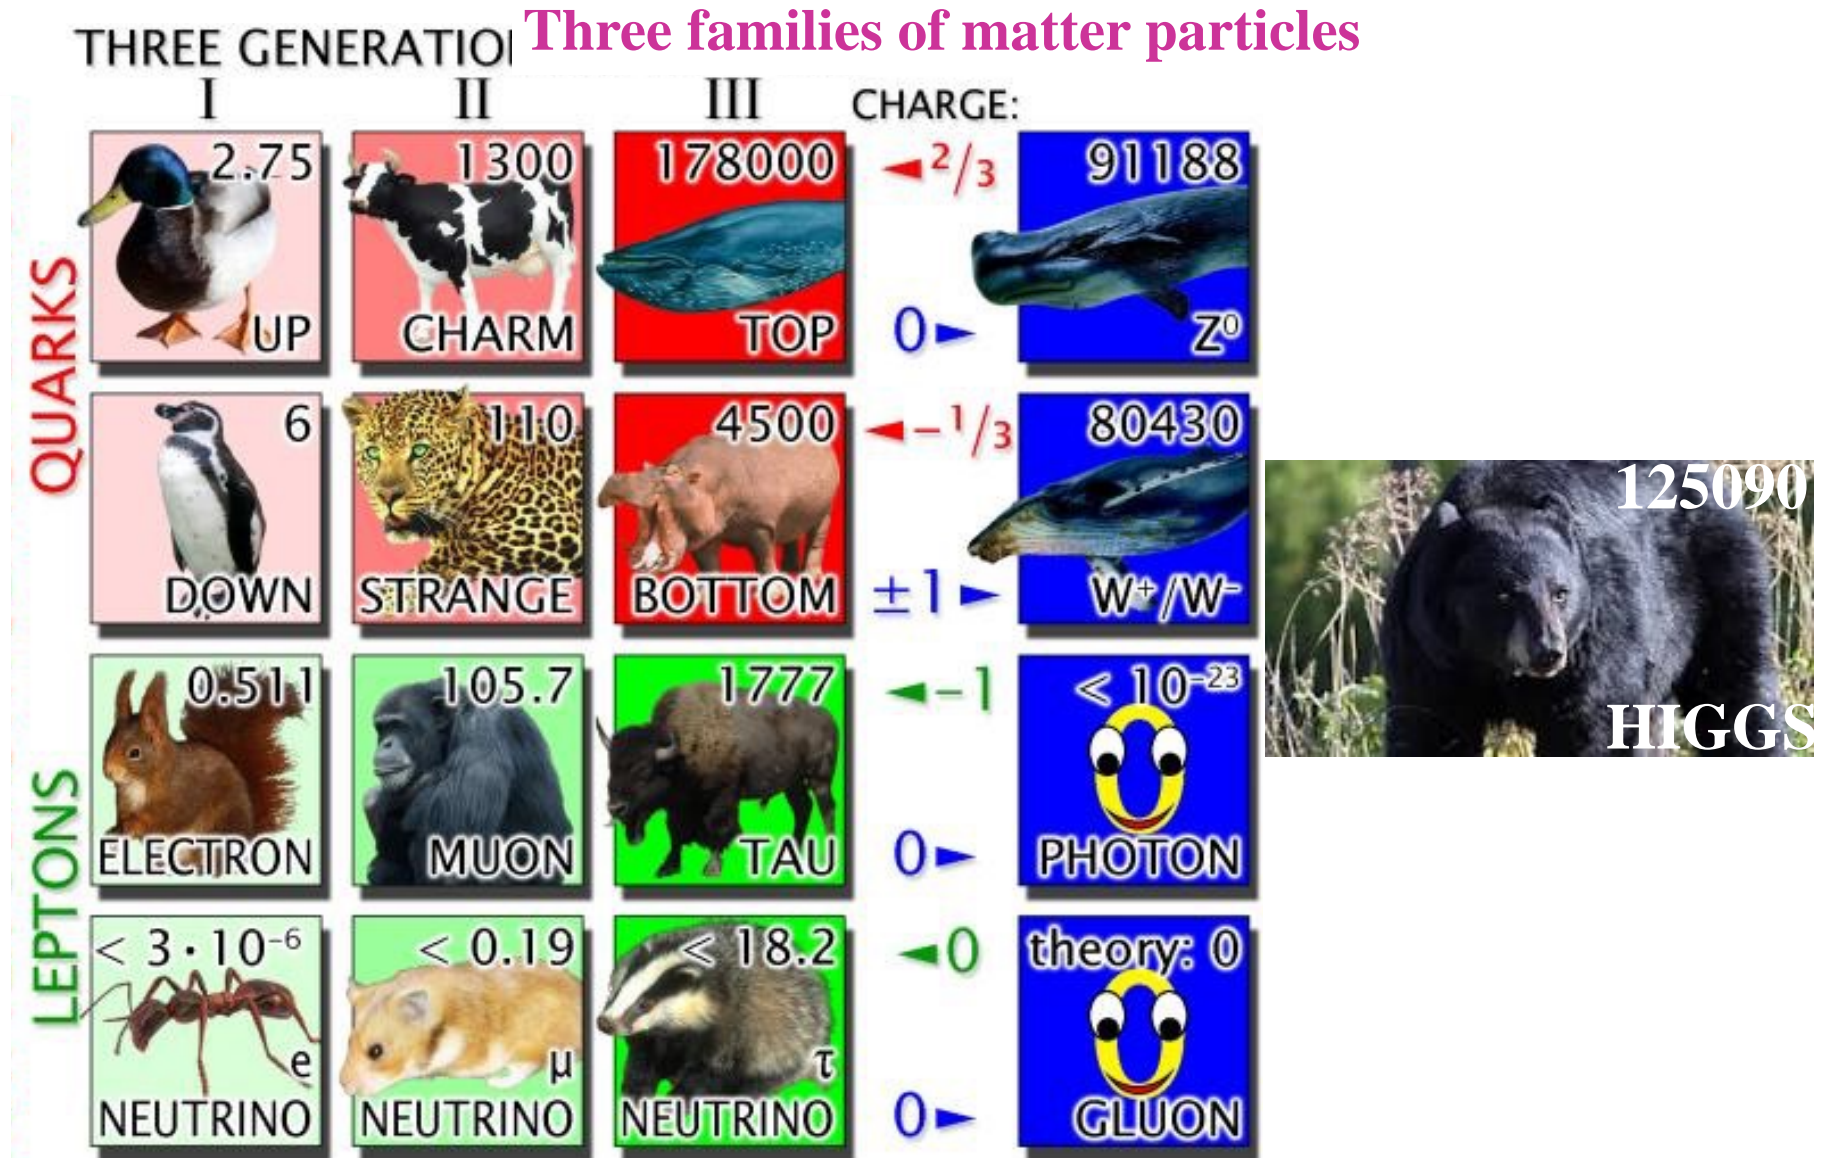 Three families of matter particles
THREE GENERATIO
I II III CHARGE:
QUARKS
2.75
UP
1300
CHARM
178000
TOP
2/3
0
91188
Z⁰
6
DOWN
110
STRANGE
4500
BOTTOM
-1/3
±1
80430
W⁺/W⁻
125090
HIGGS
LEPTONS
0.511
ELECTRON
105.7
MUON
1777
TAU
-1
0
< 10⁻²³
PHOTON
< 3·10⁻⁶
e
NEUTRINO
< 0.19
μ
NEUTRINO
< 18.2
τ
NEUTRINO
0
0
theory: 0
GLUON